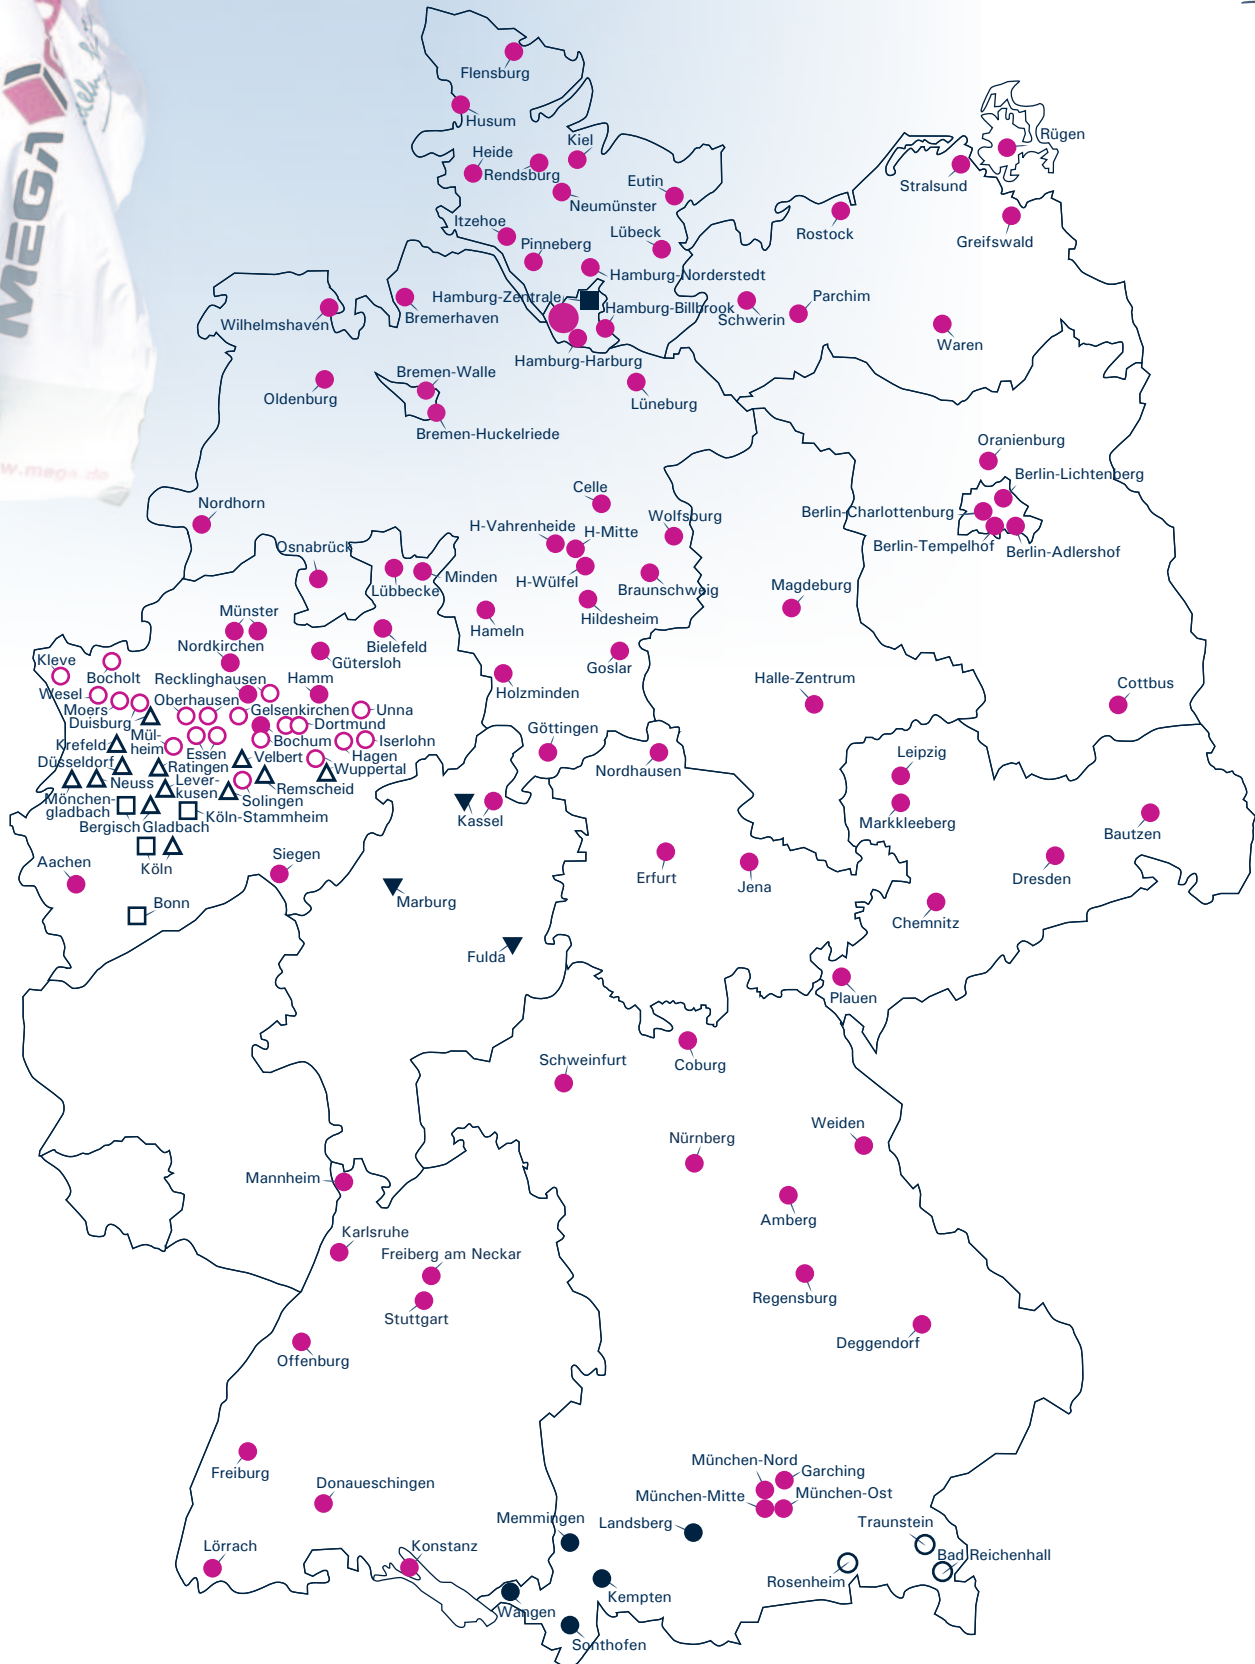 MEGA
w.mega.de
Flensburg
Husum
Kiel
Heide
Rendsburg
Eutin
Neumünster
Itzehoe
Lübeck
Pinneberg
Hamburg-Norderstedt
Hamburg-Zentrale
Hamburg-Billbrook
Hamburg-Harburg
Rügen
Stralsund
Greifswald
Rostock
Schwerin
Parchim
Waren
Wilhelmshaven
Bremerhaven
Oldenburg
Bremen-Walle
Bremen-Huckelriede
Lüneburg
Oranienburg
Berlin-Lichtenberg
Berlin-Charlottenburg
Berlin-Tempelhof
Berlin-Adlershof
Nordhorn
Celle
Wolfsburg
H-Vahrenheide
H-Mitte
H-Wülfel
Braunschweig
Hildesheim
Osnabrück
Lübbecke
Minden
Hameln
Goslar
Holzminden
Göttingen
Magdeburg
Halle-Zentrum
Cottbus
Münster
Nordkirchen
Bielefeld
Gütersloh
Kleve
Bocholt
Recklinghausen
Hamm
Wesel
Moers
Duisburg
Oberhausen
Gelsenkirchen
Unna
Dortmund
Krefeld
Mül-
heim
Essen
Bochum
Iserlohn
Hagen
Düsseldorf
Ratingen
Velbert
Wuppertal
Neuss
Lever-
kusen
Remscheid
Solingen
Mönchen-
gladbach
Köln-Stammheim
Bergisch Gladbach
Köln
Aachen
Siegen
Bonn
Kassel
Marburg
Fulda
Nordhausen
Erfurt
Jena
Leipzig
Markkleeberg
Bautzen
Dresden
Chemnitz
Plauen
Coburg
Schweinfurt
Nürnberg
Weiden
Amberg
Regensburg
Deggendorf
Mannheim
Karlsruhe
Freiberg am Neckar
Stuttgart
Offenburg
Freiburg
Donaueschingen
Lörrach
Konstanz
München-Nord
Garching
München-Mitte
München-Ost
Memmingen
Landsberg
Traunstein
Bad Reichenhall
Rosenheim
Kempten
Wangen
Sonthofen